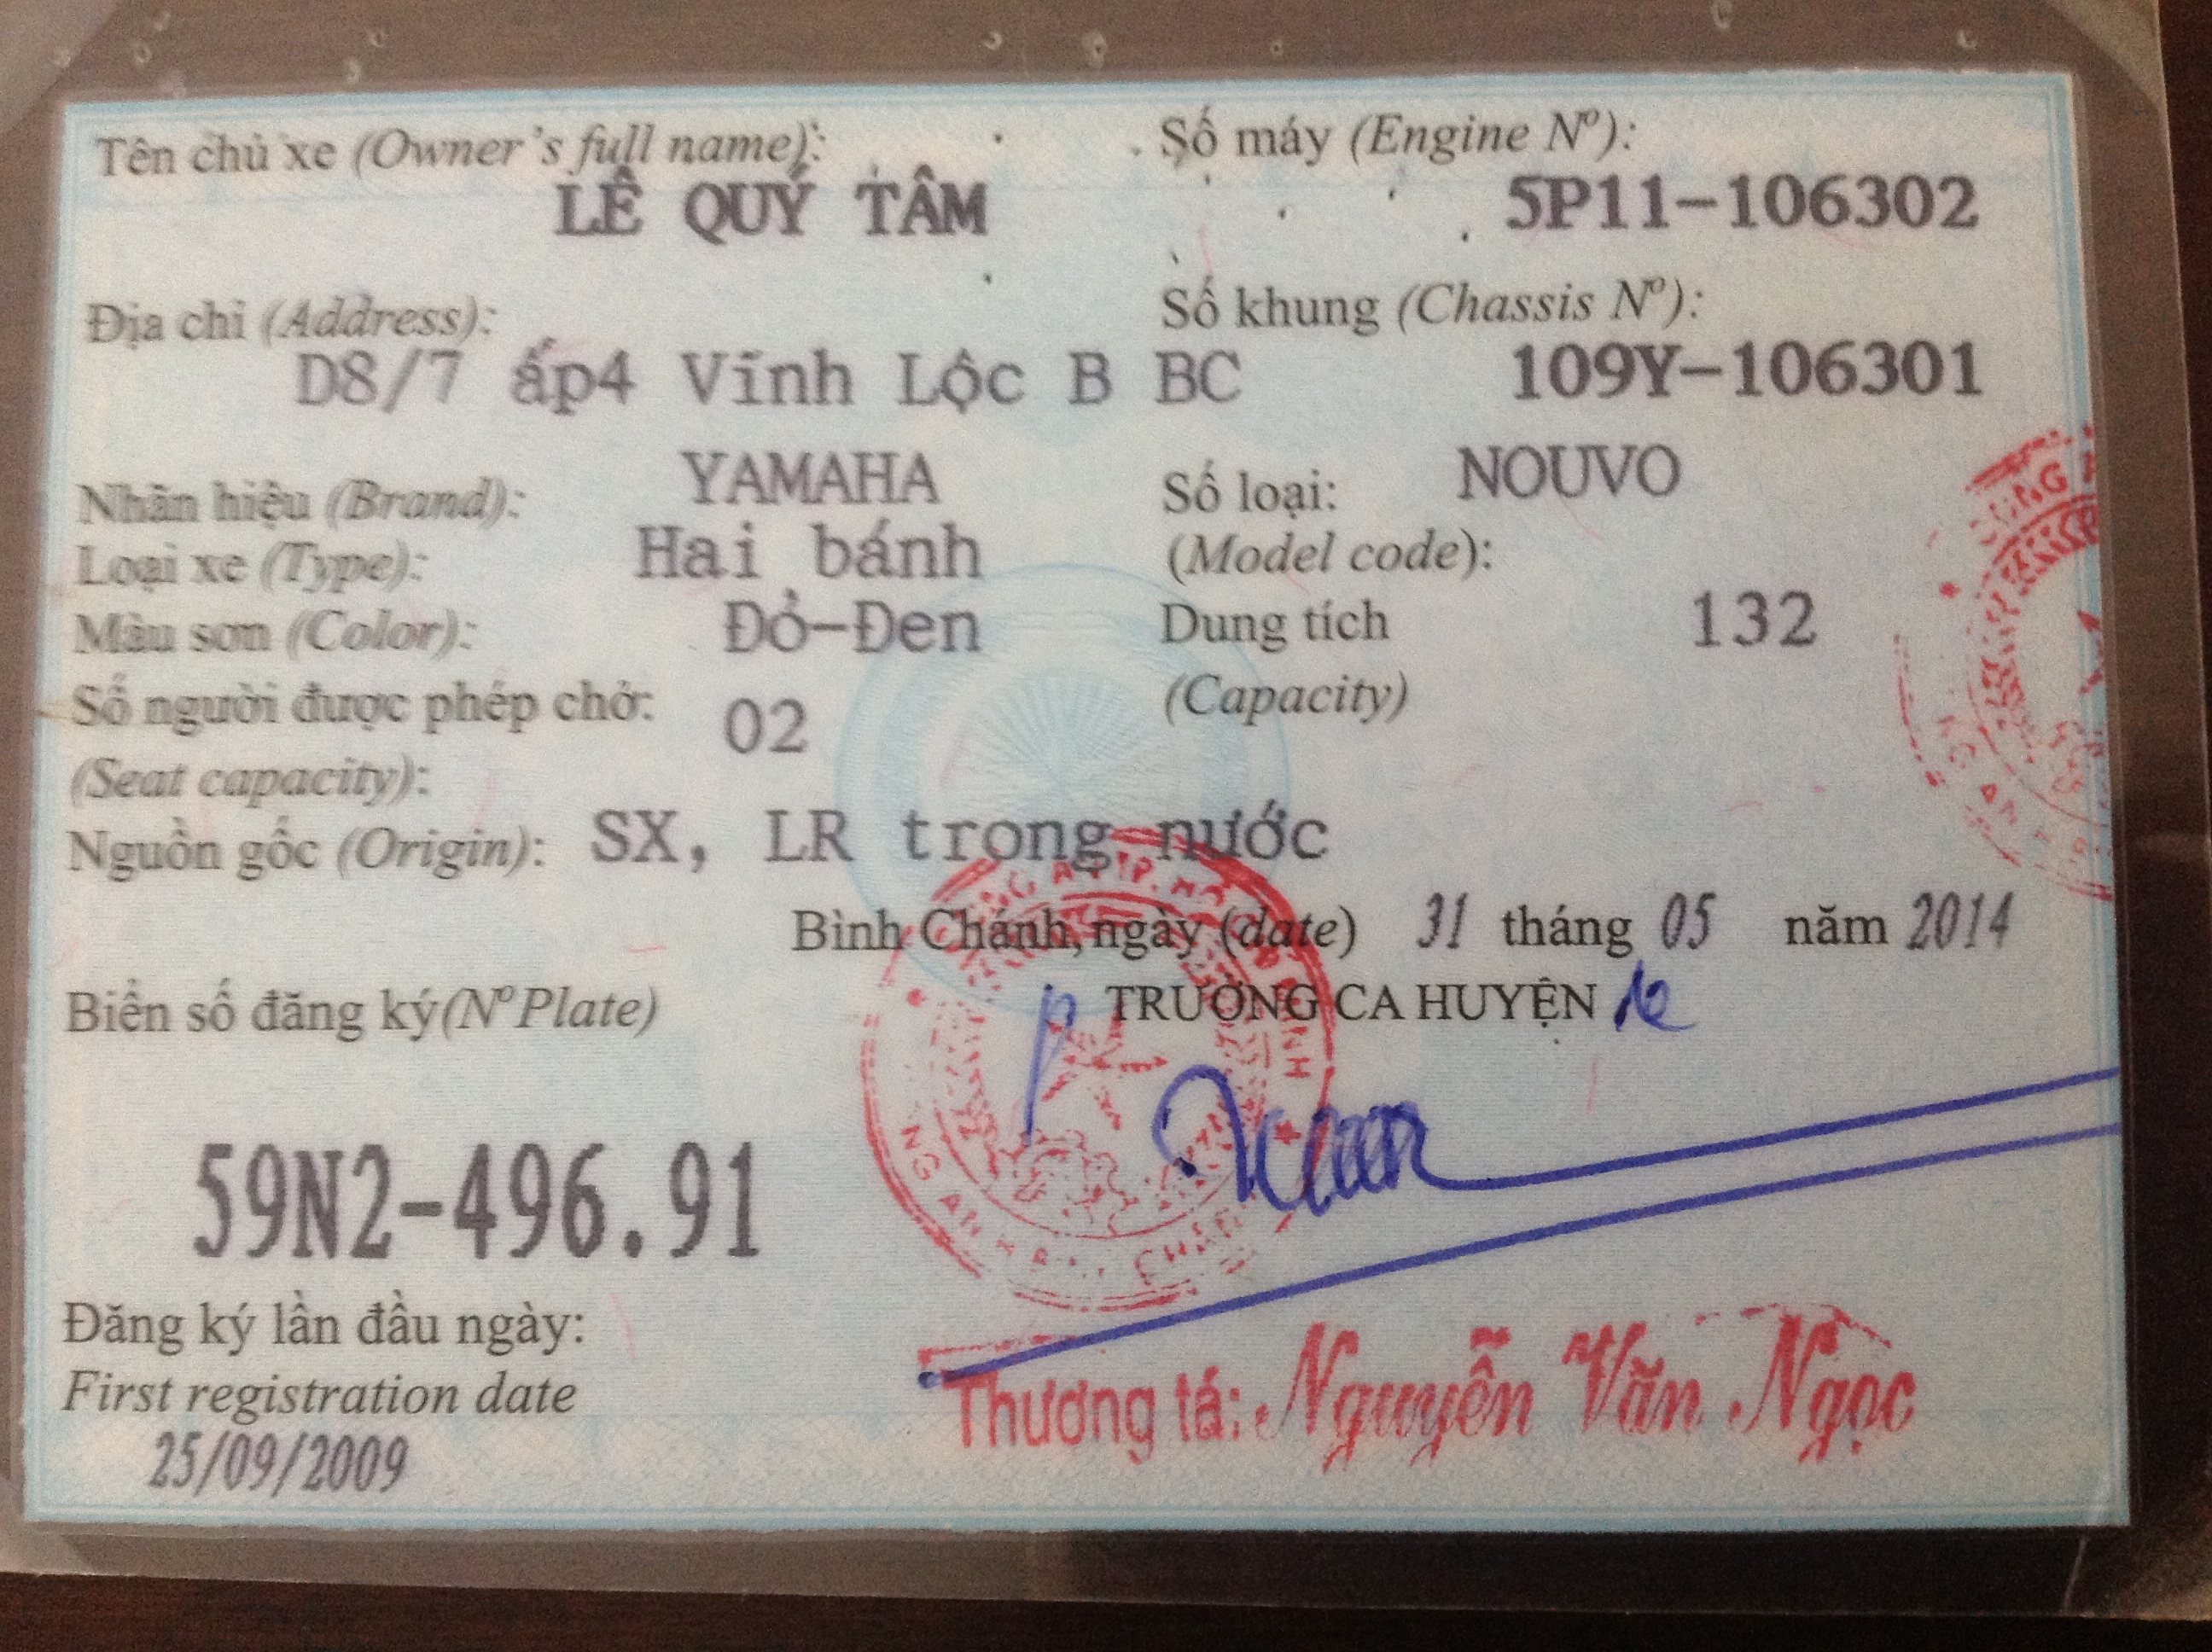 Tên chủ xe (Owner's full name):
LÊ QUÝ TÂM
Số máy (Engine Nº):
5P11-106302
Địa chỉ (Address):
D8/7 ấp4 Vĩnh Lộc B BC
Số khung (Chassis Nº):
109Y-106301
Nhãn hiệu (Brand): YAMAHA
Số loại: NOUVO
(Model code):
Loại xe (Type): Hai bánh
Màu sơn (Color): Đỏ-Đen
Dung tích 132
(Capacity)
Số người được phép chở: 02
(Seat capacity):
Nguồn gốc (Origin): SX, LR trong nước
Bình Chánh, ngày (date) 31 tháng 05 năm 2014
TRƯỞNG CA HUYỆN
Biển số đăng ký(NºPlate)
59N2-496.91
Đăng ký lần đầu ngày:
First registration date
25/09/2009
Thượng tá: Nguyễn Văn Ngọc